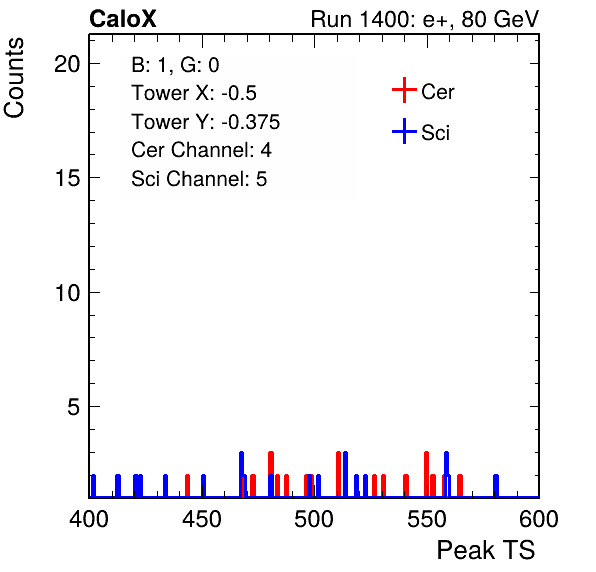 CaloX
Run 1400: e+, 80 GeV
Counts
B: 1, G: 0
Tower X: -0.5
Tower Y: -0.375
Cer Channel: 4
Sci Channel: 5
Cer
Sci
20
15
10
5
400 450 500 550 600
Peak TS